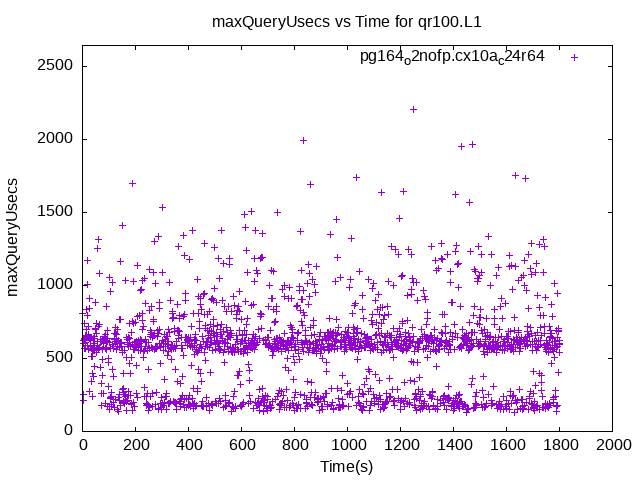 maxQueryUsecs vs Time for qr100.L1
pg164o2nofp.cx10ac24r64
2500
2000
1500
1000
500
0
maxQueryUsecs
0 200 400 600 800 1000 1200 1400 1600 1800 2000
Time(s)